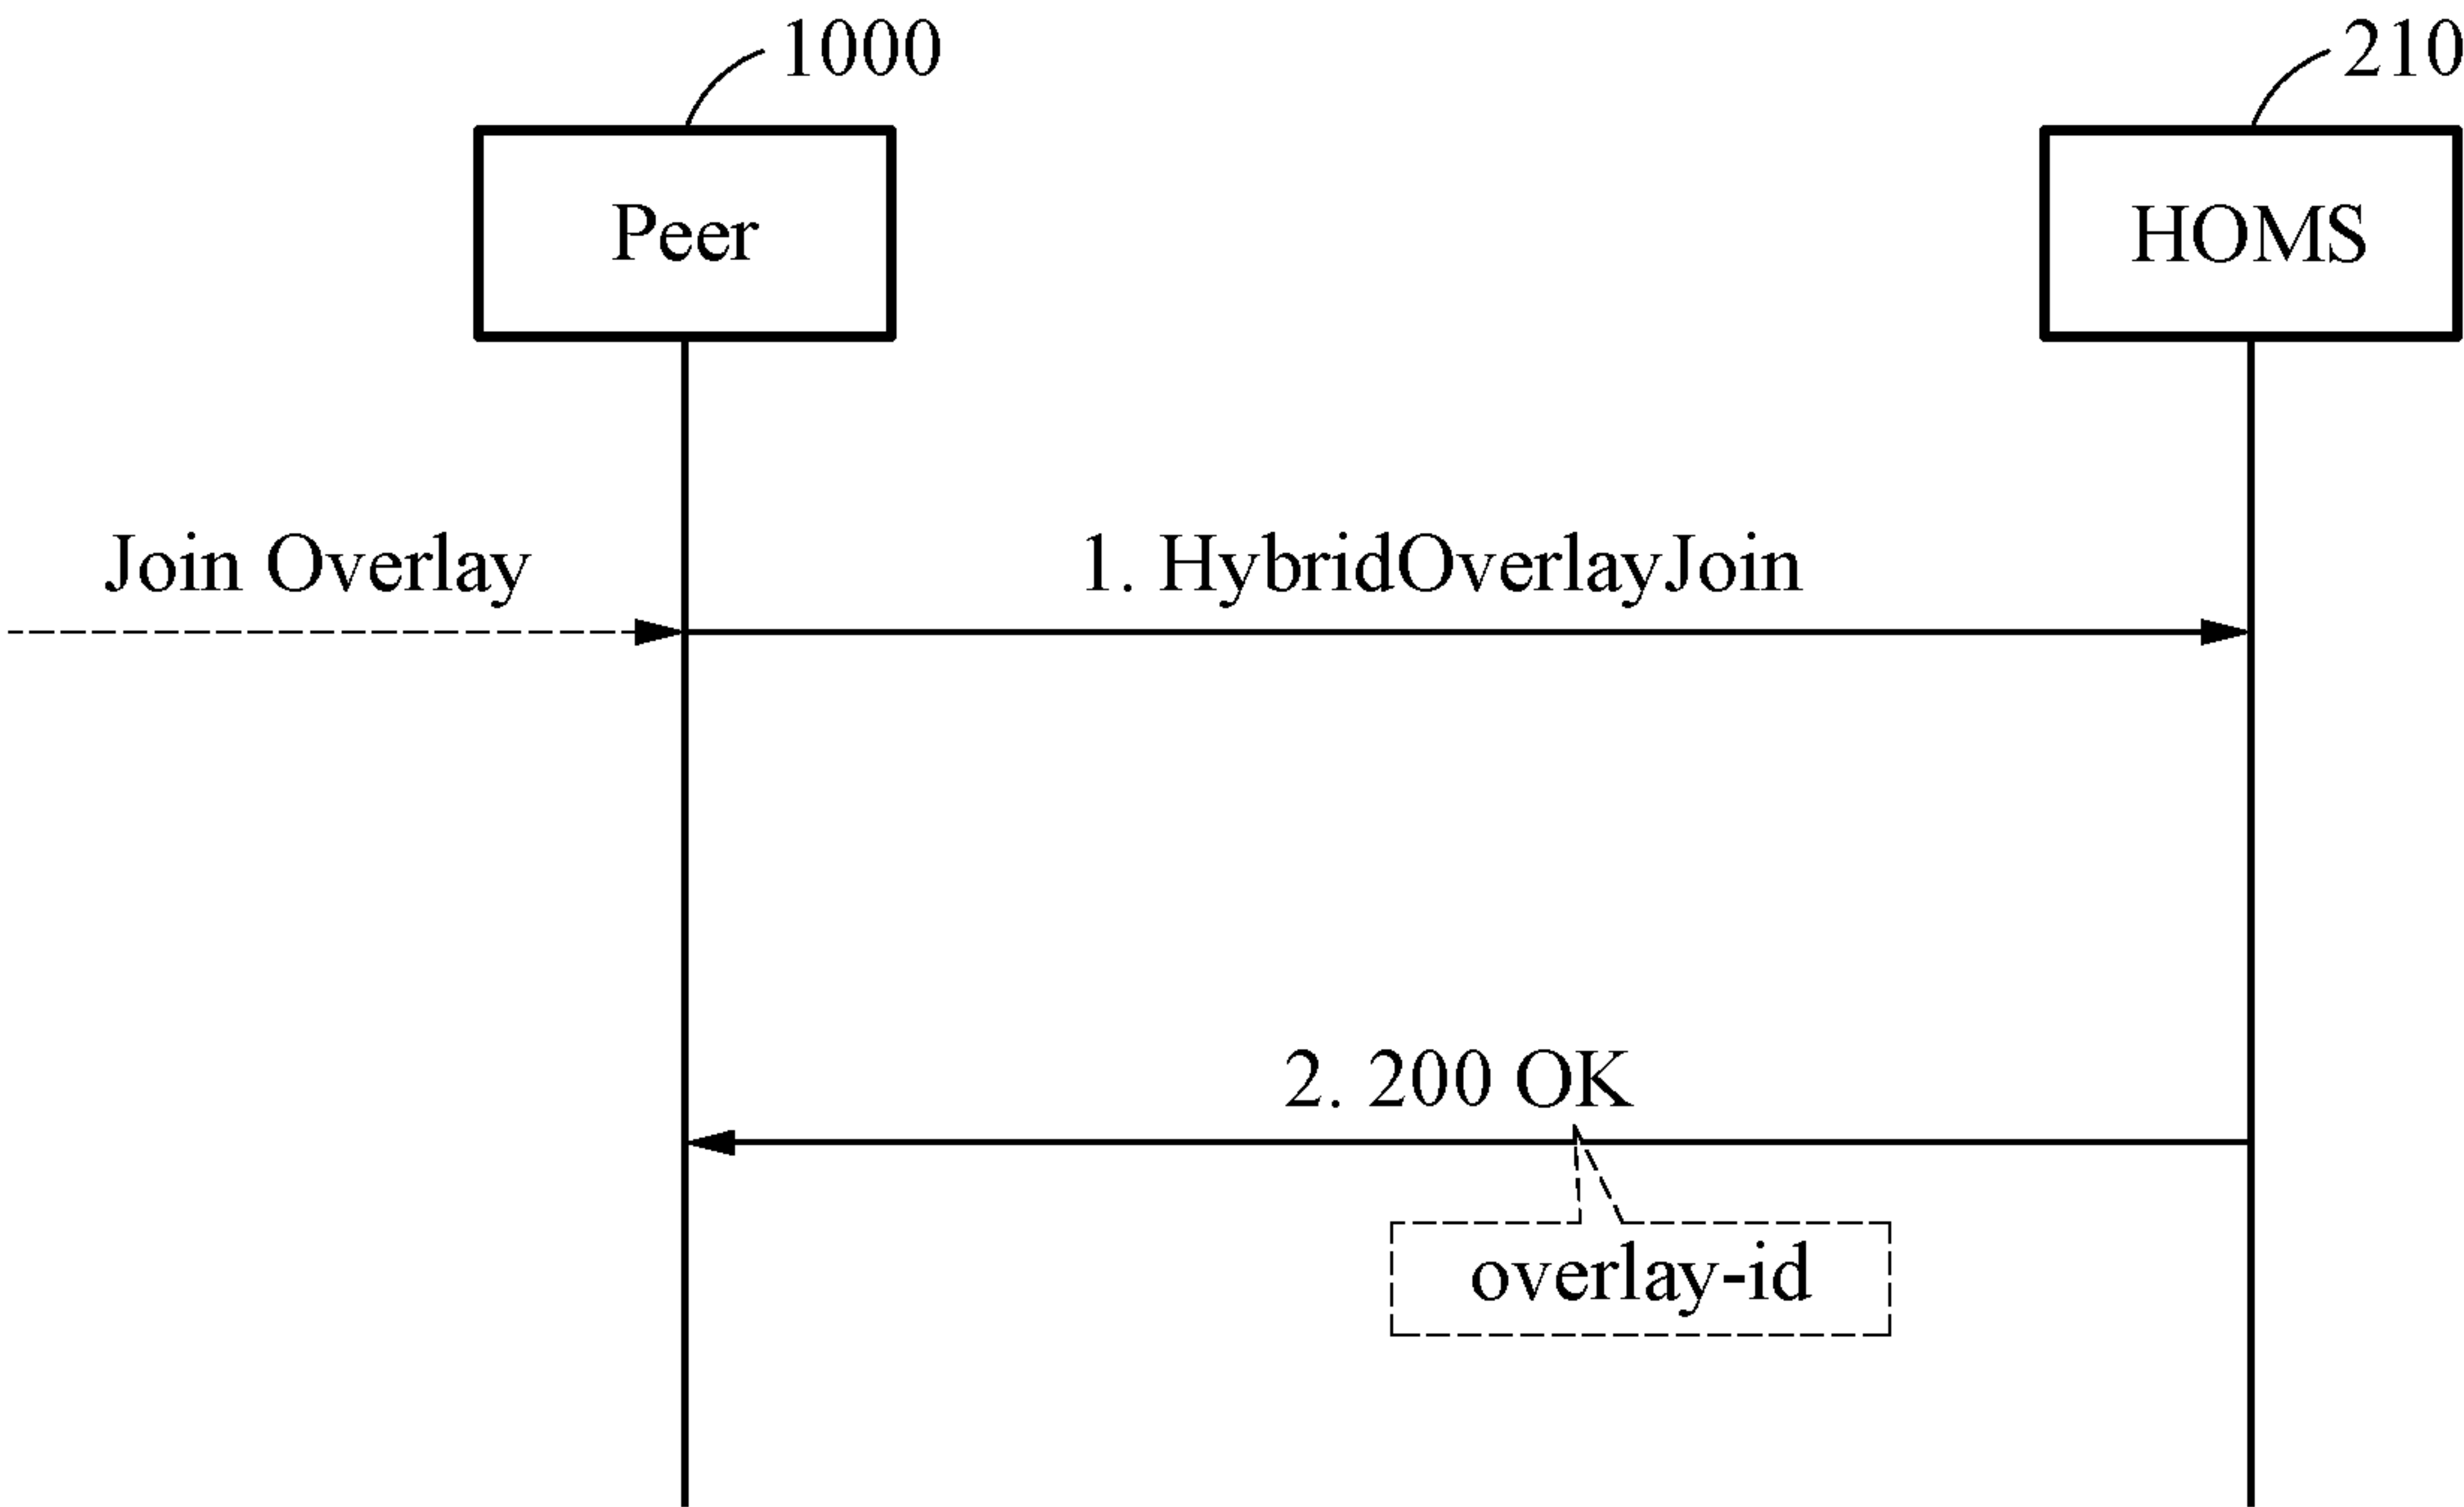 1000
210
Peer
HOMS
Join Overlay
1. HybridOverlayJoin
2. 200 OK
overlay-id